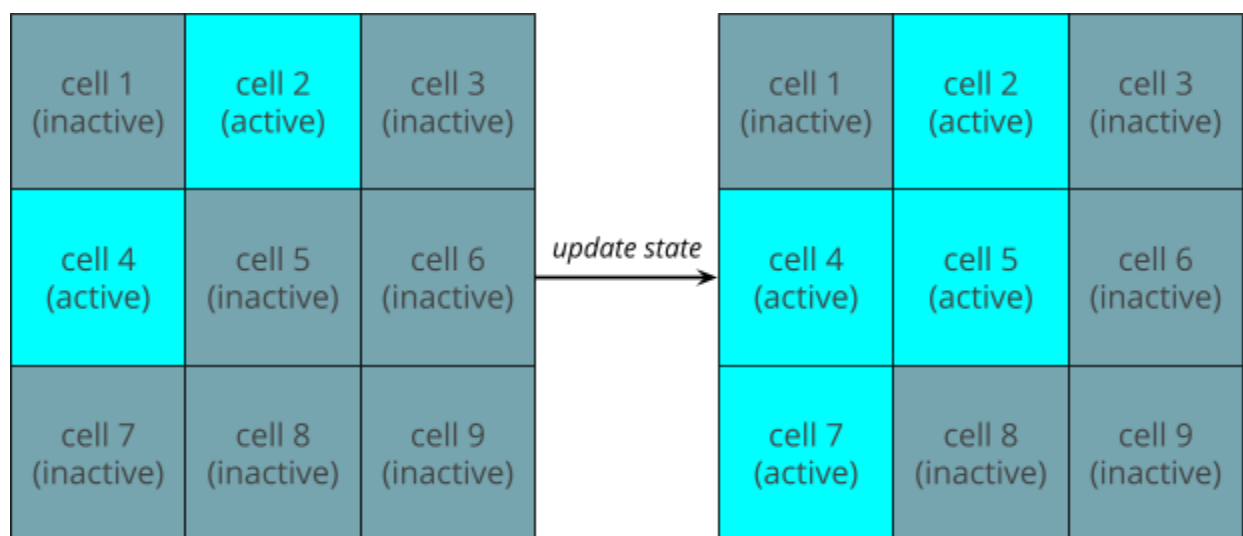 cell 1
(inactive)
cell 2
(active)
cell 3
(inactive)
cell 4
(active)
cell 5
(inactive)
cell 6
(inactive)
cell 7
(inactive)
cell 8
(inactive)
cell 9
(inactive)
update state
cell 1
(inactive)
cell 2
(active)
cell 3
(inactive)
cell 4
(active)
cell 5
(active)
cell 6
(inactive)
cell 7
(active)
cell 8
(inactive)
cell 9
(inactive)